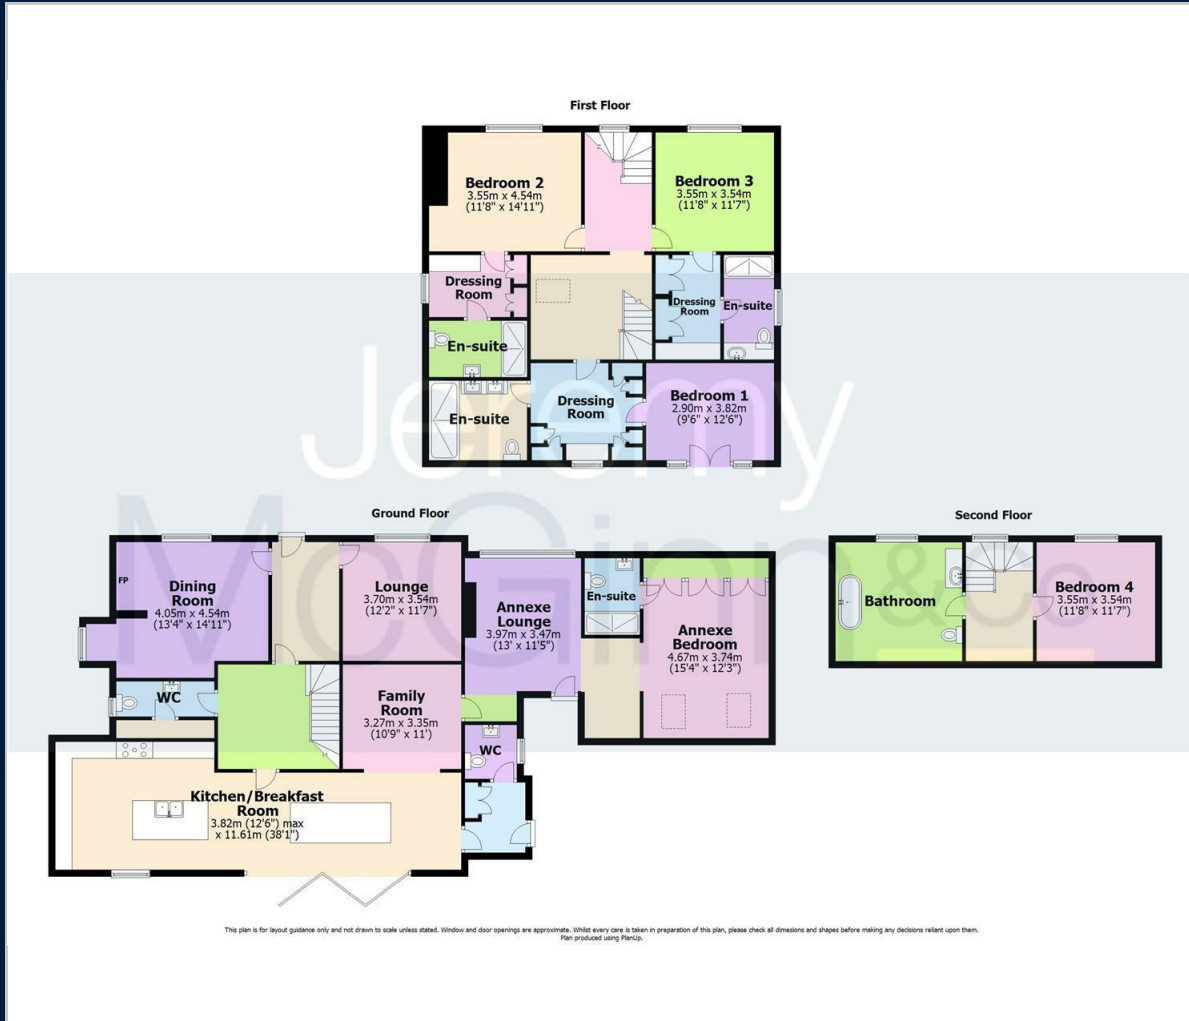 First Floor
Bedroom 2
3.55m x 4.54m
(11'8" x 14'11")
Bedroom 3
3.55m x 3.54m
(11'8" x 11'7")
Dressing
Room
En-suite
Dressing
Room
En-suite
En-suite
Dressing
Room
Bedroom 1
2.90m x 3.82m
(9'6" x 12'6")
Jeremy
McGinn & co
Ground Floor
FP
Dining
Room
4.05m x 4.54m
(13'4" x 14'11")
Lounge
3.70m x 3.54m
(12'2" x 11'7")
Annexe
Lounge
3.97m x 3.47m
(13' x 11'5")
En-suite
Annexe
Bedroom
4.67m x 3.74m
(15'4" x 12'3")
WC
Family
Room
3.27m x 3.35m
(10'9" x 11')
WC
Kitchen/Breakfast
Room
3.82m (12'6") max
x 11.61m (38'1")
Second Floor
Bathroom
Bedroom 4
3.55m x 3.54m
(11'8" x 11'7")
This plan is for layout guidance only and not drawn to scale unless stated. Window and door openings are approximate. Whilst every care is taken in preparation of this plan, please check all dimesions and shapes before making any decisions reliant upon them.
Plan produced using PlanUp.